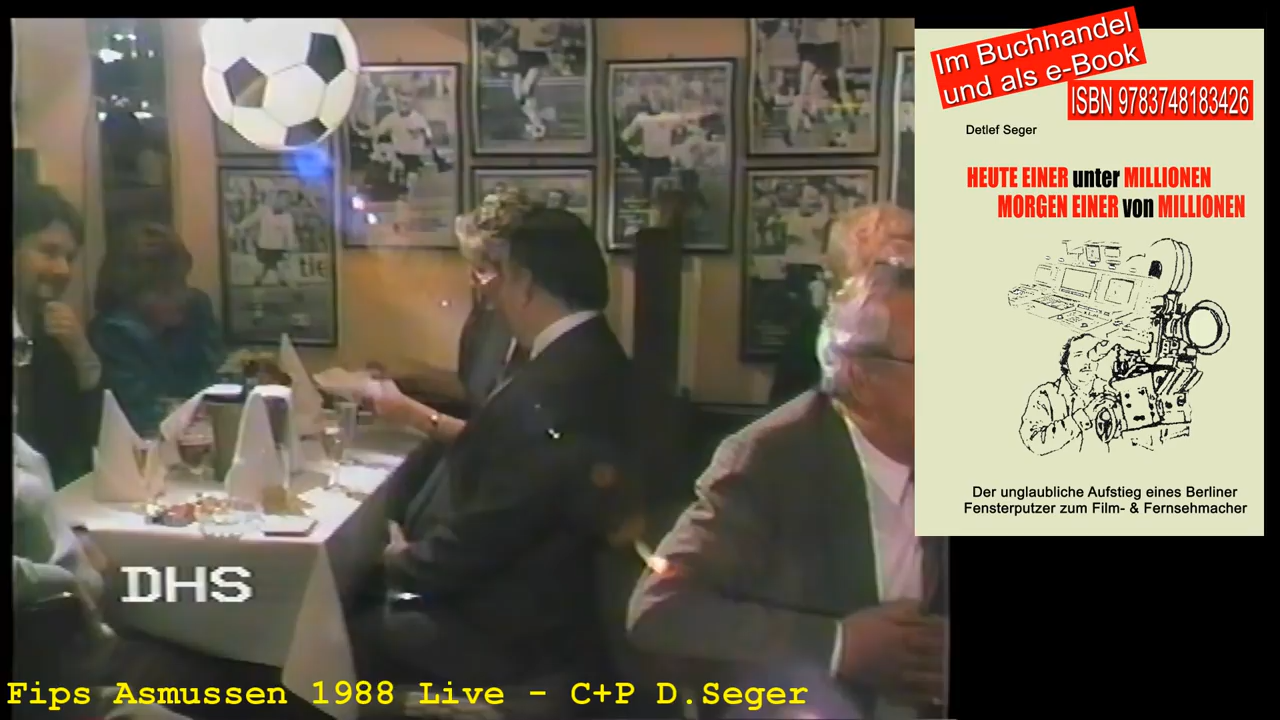 Im Buchhandel
und als e-Book
ISBN 9783748183426
Detlef Seger
HEUTE EINER unter MILLIONEN
MORGEN EINER von MILLIONEN
Der unglaubliche Aufstieg eines Berliner
Fensterputzer zum Film- & Fernsehmacher
tie
DHS
Fips Asmussen 1988 Live - C+P D.Seger